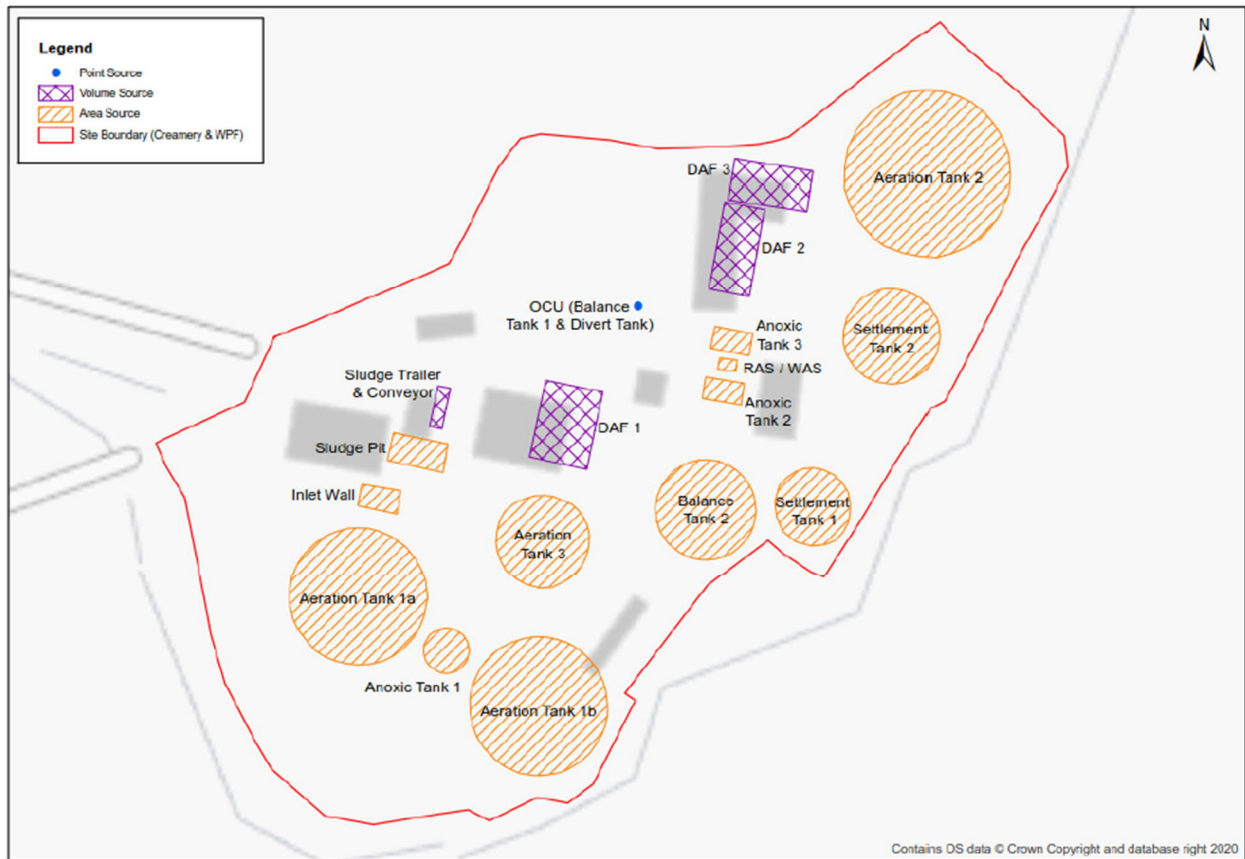 Legend
Point Source
Volume Source
Area Source
Site Boundary (Creamery & WPF)
N
DAF 3
Aeration Tank 2
DAF 2
OCU (Balance
Tank 1 & Divert Tank)
Anoxic
Tank 3
Settlement
Tank 2
RAS / WAS
Sludge Trailer
& Conveyor
Anoxic
Tank 2
DAF 1
Sludge Pit
Inlet Wall
Balance
Tank 2
Settlement
Tank 1
Aeration
Tank 3
Aeration Tank 1a
Anoxic Tank 1
Aeration Tank 1b
Contains OS data © Crown Copyright and database right 2020